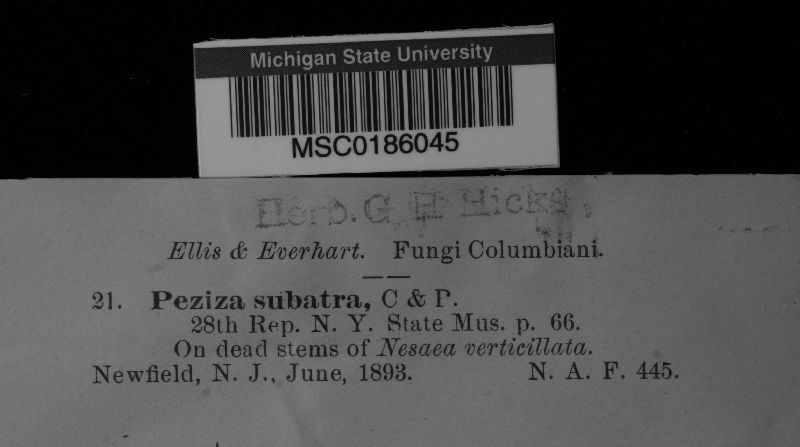 Michigan State University
MSC0186045
Herb. G. H. Hicks.
Ellis & Everhart. Fungi Columbiani.
21. Peziza subatra, C & P.
28th Rep. N. Y. State Mus. p. 66.
On dead stems of Nesaea verticillata.
Newfield, N. J., June, 1893. N. A. F. 445.